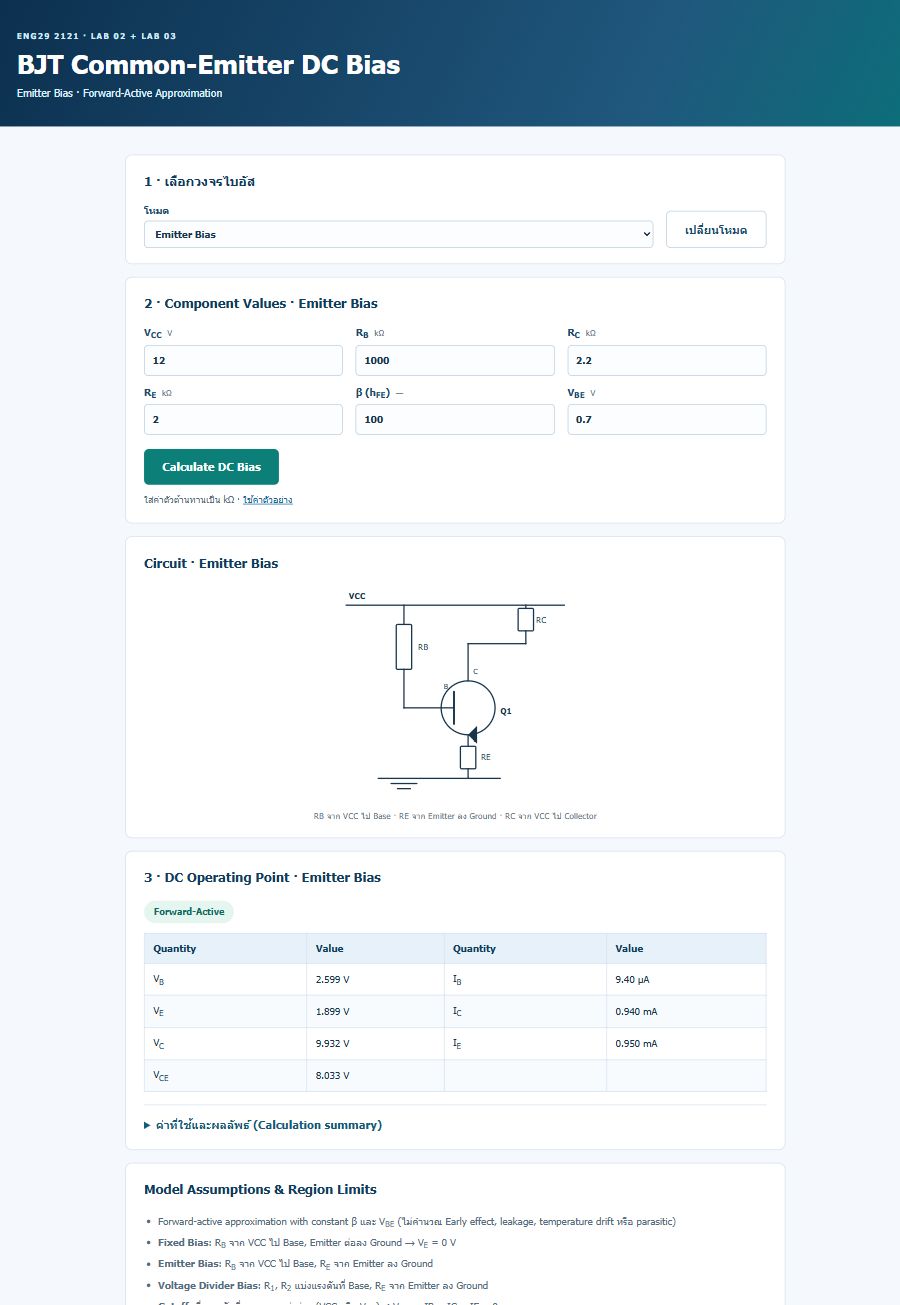 ENG29 2121 · LAB 02 + LAB 03
BJT Common-Emitter DC Bias
Emitter Bias · Forward-Active Approximation
1 · เลือกวงจรไบอัส
โหมด
Emitter Bias
เปลี่ยนโหมด
2 · Component Values · Emitter Bias
VCC V RB kΩ RC kΩ
12 1000 2.2
RE kΩ β (hFE) — VBE V
2 100 0.7
Calculate DC Bias
ใส่ค่าตัวต้านทานเป็น kΩ · ใช้ค่าตัวอย่าง
Circuit · Emitter Bias
VCC
RC
RB
C
B
Q1
RE
RB จาก VCC ไป Base · RE จาก Emitter ลง Ground · RC จาก VCC ไป Collector
3 · DC Operating Point · Emitter Bias
Forward-Active
Quantity Value Quantity Value
VB 2.599 V IB 9.40 µA
VE 1.899 V IC 0.940 mA
VC 9.932 V IE 0.950 mA
VCE 8.033 V
▶ ค่าที่ใช้และผลลัพธ์ (Calculation summary)
Model Assumptions & Region Limits
• Forward-active approximation with constant β และ VBE (ไม่คำนวณ Early effect, leakage, temperature drift หรือ parasitic)
• Fixed Bias: RB จาก VCC ไป Base, Emitter ต่อลง Ground → VE = 0 V
• Emitter Bias: RB จาก VCC ไป Base, RE จาก Emitter ลง Ground
• Voltage Divider Bias: R1, R2 แบ่งแรงดันที่ Base, RE จาก Emitter ลง Ground